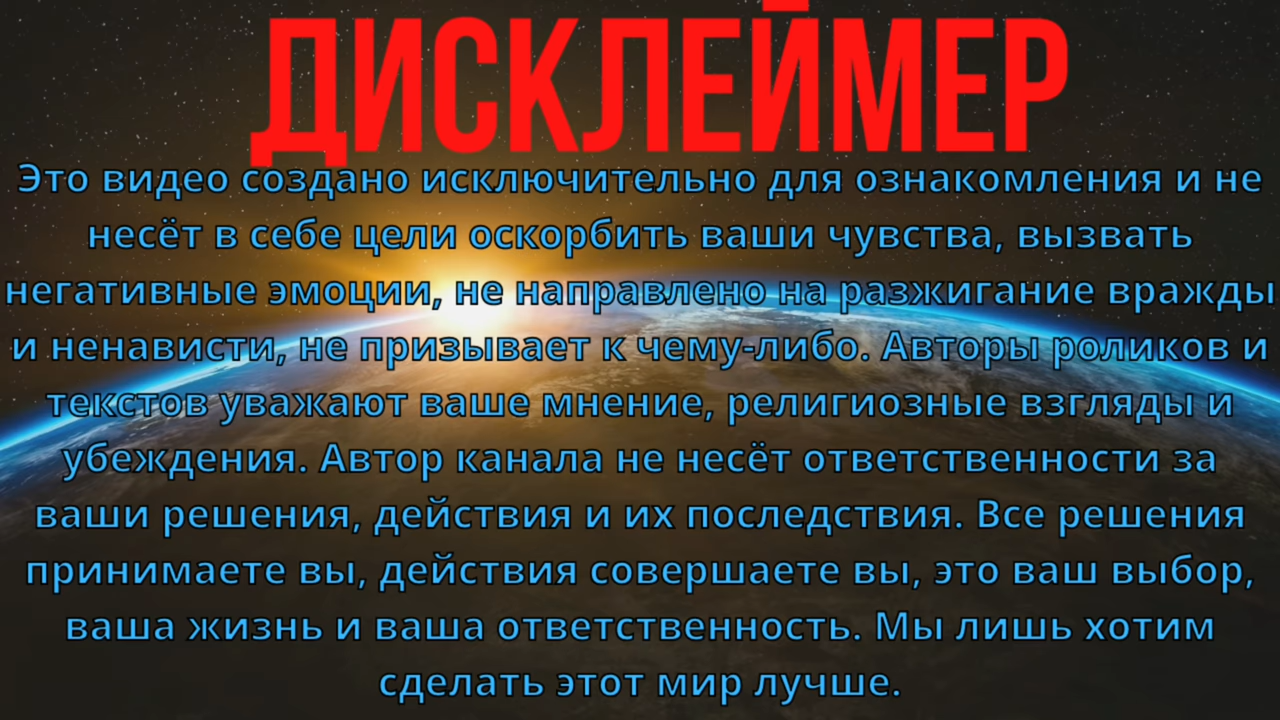 ДИСКЛЕЙМЕР
Это видео создано исключительно для ознакомления и не
несёт в себе цели оскорбить ваши чувства, вызвать
негативные эмоции, не направлено на разжигание вражды
и ненависти, не призывает к чему-либо. Авторы роликов и
текстов уважают ваше мнение, религиозные взгляды и
убеждения. Автор канала не несёт ответственности за
ваши решения, действия и их последствия. Все решения
принимаете вы, действия совершаете вы, это ваш выбор,
ваша жизнь и ваша ответственность. Мы лишь хотим
сделать этот мир лучше.